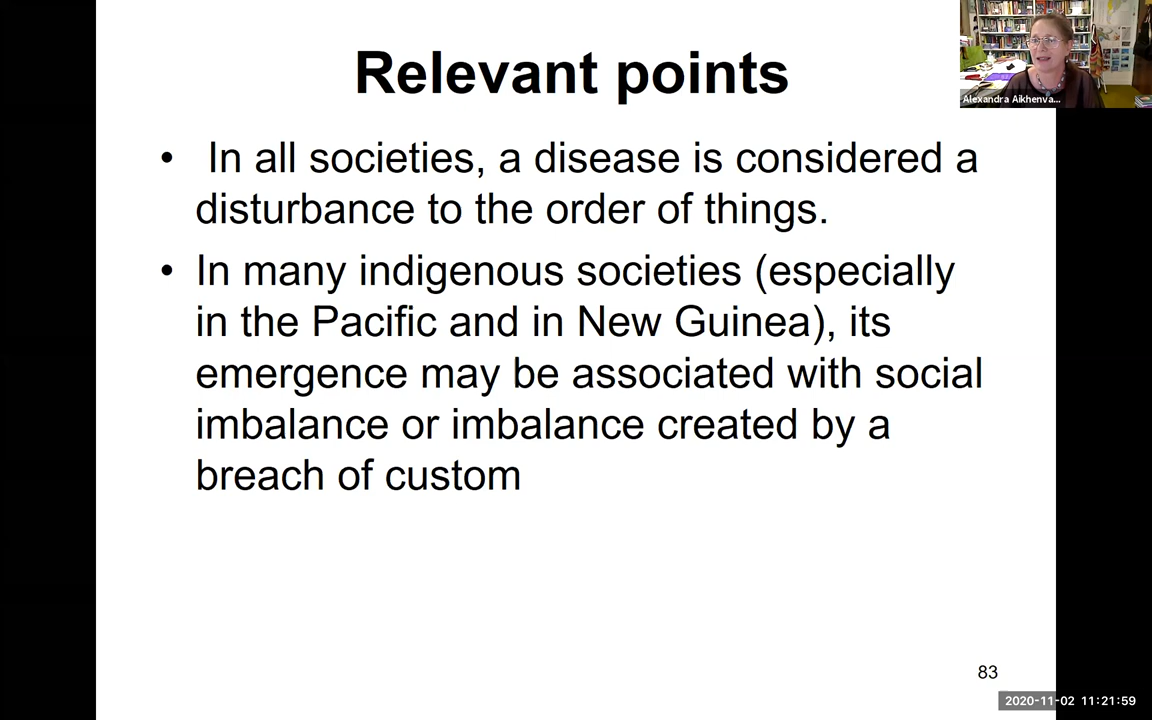 Relevant points
• In all societies, a disease is considered a
disturbance to the order of things.
• In many indigenous societies (especially
in the Pacific and in New Guinea), its
emergence may be associated with social
imbalance or imbalance created by a
breach of custom
Alexandra Aikhenva...
83
2020-11-02 11:21:59